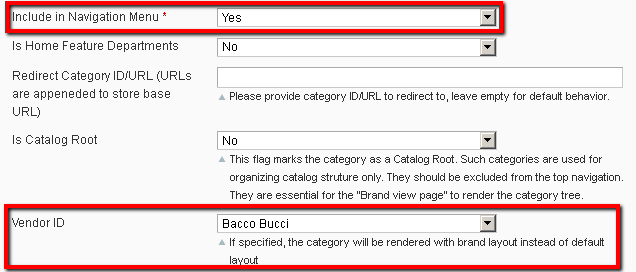 Include in Navigation Menu * Yes
Is Home Feature Departments No
Redirect Category ID/URL (URLs
are appeneded to store base
URL)
Please provide category ID/URL to redirect to, leave empty for default behavior.
Is Catalog Root No
This flag marks the category as a Catalog Root. Such categories are used for
organizing catalog struture only. They should be excluded from the top navigation.
They are essential for the "Brand view page" to render the category tree.
Vendor ID Bacco Bucci
If specified, the category will be rendered with brand layout instead of default
layout